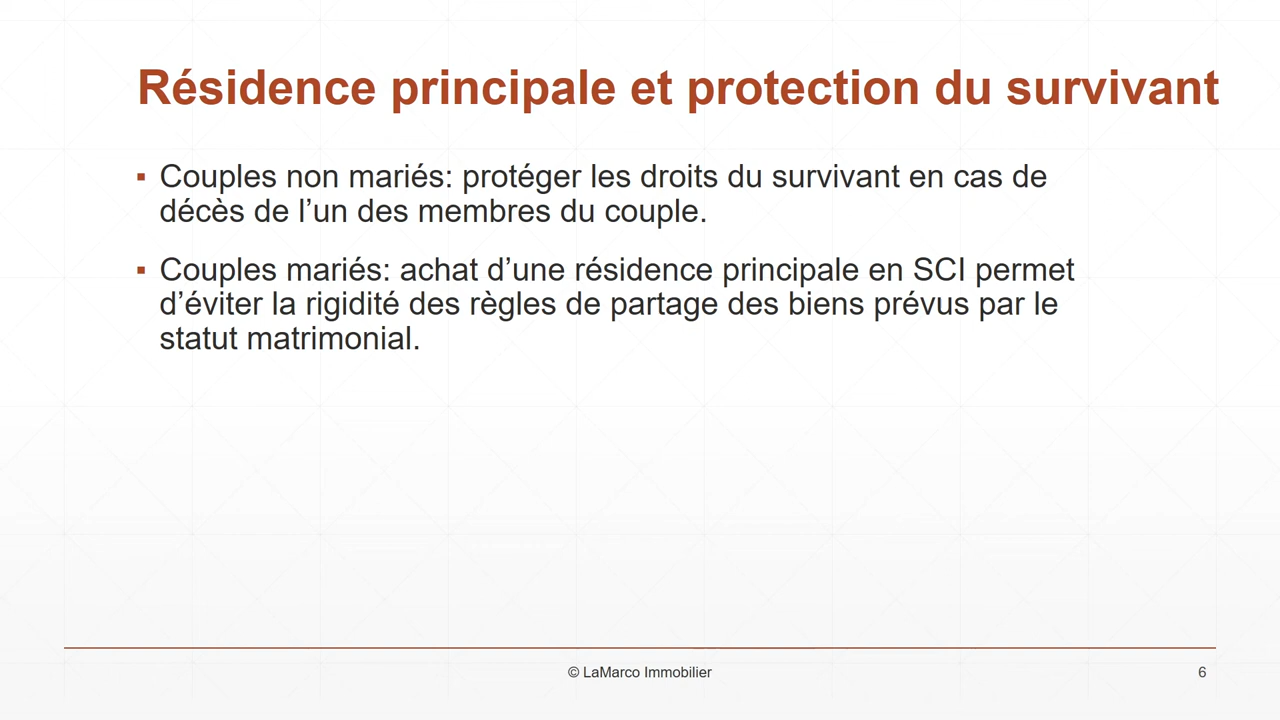 Résidence principale et protection du survivant
▪ Couples non mariés: protéger les droits du survivant en cas de
décès de l’un des membres du couple.
▪ Couples mariés: achat d’une résidence principale en SCI permet
d’éviter la rigidité des règles de partage des biens prévus par le
statut matrimonial.
© LaMarco Immobilier
6